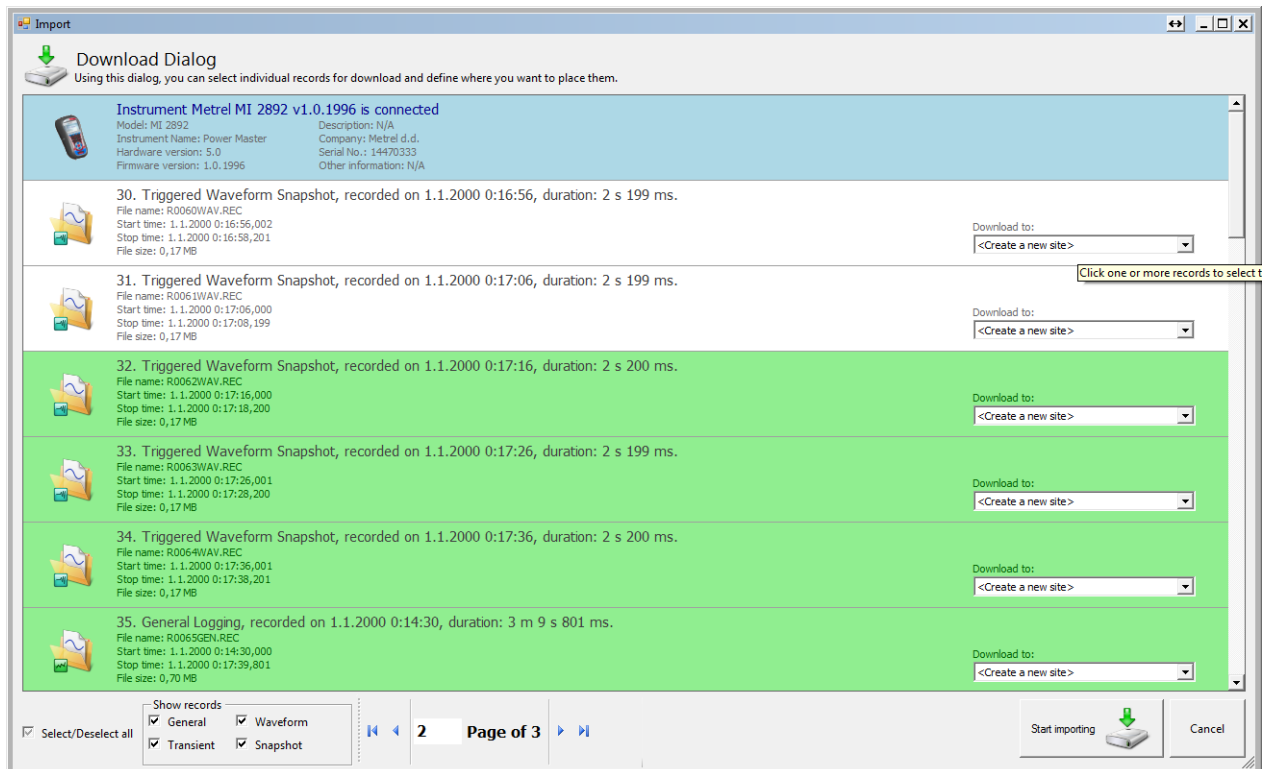 Import
Download Dialog
Using this dialog, you can select individual records for download and define where you want to place them.
Instrument Metrel MI 2892 v1.0.1996 is connected
Model: MI 2892 Description: N/A
Instrument Name: Power Master Company: Metrel d.d.
Hardware version: 5.0 Serial No.: 14470333
Firmware version: 1.0.1996 Other information: N/A
30. Triggered Waveform Snapshot, recorded on 1.1.2000 0:16:56, duration: 2 s 199 ms.
File name: R0060WAV.REC
Start time: 1.1.2000 0:16:56,002
Stop time: 1.1.2000 0:16:58,201
File size: 0,17 MB
Download to:
<Create a new site>
Click one or more records to select t
31. Triggered Waveform Snapshot, recorded on 1.1.2000 0:17:06, duration: 2 s 199 ms.
File name: R0061WAV.REC
Start time: 1.1.2000 0:17:06,000
Stop time: 1.1.2000 0:17:08,199
File size: 0,17 MB
Download to:
<Create a new site>
32. Triggered Waveform Snapshot, recorded on 1.1.2000 0:17:16, duration: 2 s 200 ms.
File name: R0062WAV.REC
Start time: 1.1.2000 0:17:16,000
Stop time: 1.1.2000 0:17:18,200
File size: 0,17 MB
Download to:
<Create a new site>
33. Triggered Waveform Snapshot, recorded on 1.1.2000 0:17:26, duration: 2 s 199 ms.
File name: R0063WAV.REC
Start time: 1.1.2000 0:17:26,001
Stop time: 1.1.2000 0:17:28,200
File size: 0,17 MB
Download to:
<Create a new site>
34. Triggered Waveform Snapshot, recorded on 1.1.2000 0:17:36, duration: 2 s 200 ms.
File name: R0064WAV.REC
Start time: 1.1.2000 0:17:36,001
Stop time: 1.1.2000 0:17:38,201
File size: 0,17 MB
Download to:
<Create a new site>
35. General Logging, recorded on 1.1.2000 0:14:30, duration: 3 m 9 s 801 ms.
File name: R0065GEN.REC
Start time: 1.1.2000 0:14:30,000
Stop time: 1.1.2000 0:17:39,801
File size: 0,70 MB
Download to:
<Create a new site>
Select/Deselect all
Show records
General Waveform
Transient Snapshot
2 Page of 3
Start importing
Cancel